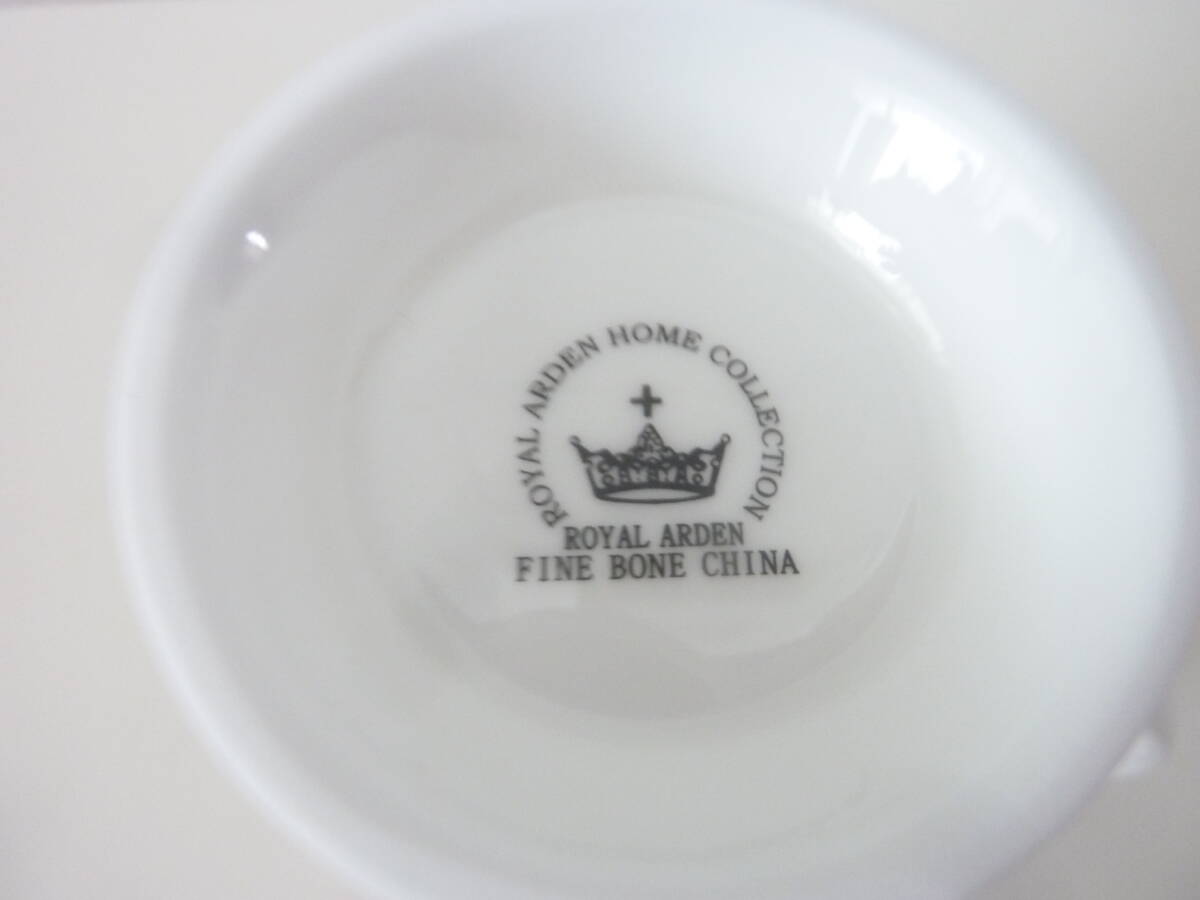 ROYAL ARDEN HOME COLLECTION
ROYAL ARDEN
FINE BONE CHINA